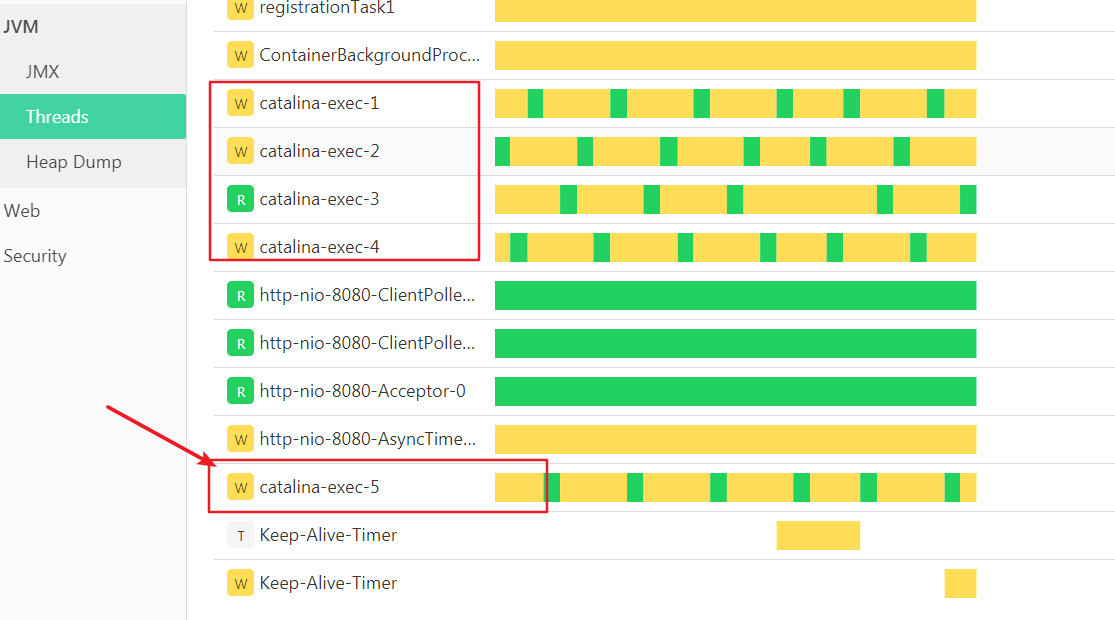 JVM
JMX
Threads
Heap Dump
Web
Security
W registrationTask1
W ContainerBackgroundProc...
W catalina-exec-1
W catalina-exec-2
R catalina-exec-3
W catalina-exec-4
R http-nio-8080-ClientPolle...
R http-nio-8080-ClientPolle...
R http-nio-8080-Acceptor-0
W http-nio-8080-AsyncTime...
W catalina-exec-5
T Keep-Alive-Timer
W Keep-Alive-Timer